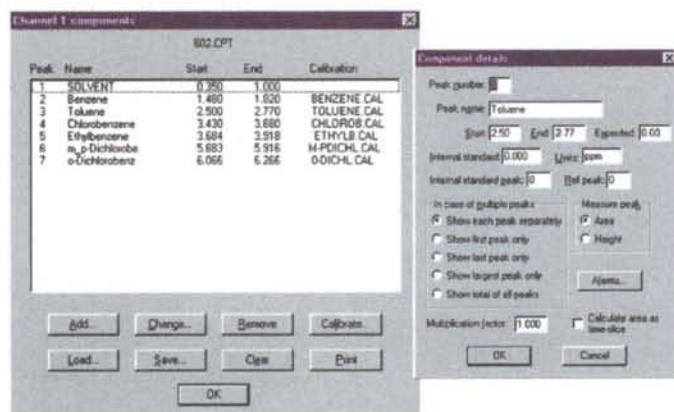 Channel 1 components
602.CPT
Peak Name Start End Calibration
1 SOLVENT 0.350 1.000
2 Benzene 1.480 1.820 BENZENE.CAL
3 Toluene 2.500 2.770 TOLUENE.CAL
4 Chlorobenzene 3.430 3.680 CHLOROB.CAL
5 Ethylbenzene 3.684 3.918 ETHYLB.CAL
6 m_p-Dichlorobe 5.683 5.916 M-PDICHL.CAL
7 o-Dichlorobenz 6.066 6.266 O-DICHL.CAL
Add... Change... Remove Calibrate...
Load... Save... Clear Print
OK
Component details
Peak number:
Peak name: Toluene
Start: 2.50 End: 2.77 Expected: 0.00
Internal standard: 0.000 Units: ppm
Internal standard peak: 0 Ref peak: 0
In case of multiple peaks
Show each peak separately
Show first peak only
Show last peak only
Show largest peak only
Show total of all peaks
Measure peak
Area
Height
Alarms...
Multiplication factor: 1.000
Calculate area as
time-slice
OK Cancel